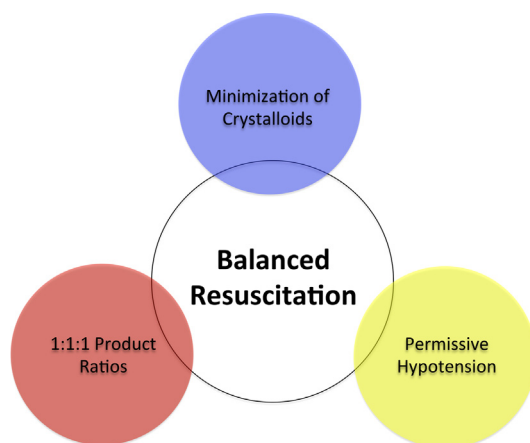 Minimization of
Crystalloids
Balanced
Resuscitation
1:1:1 Product
Ratios
Permissive
Hypotension